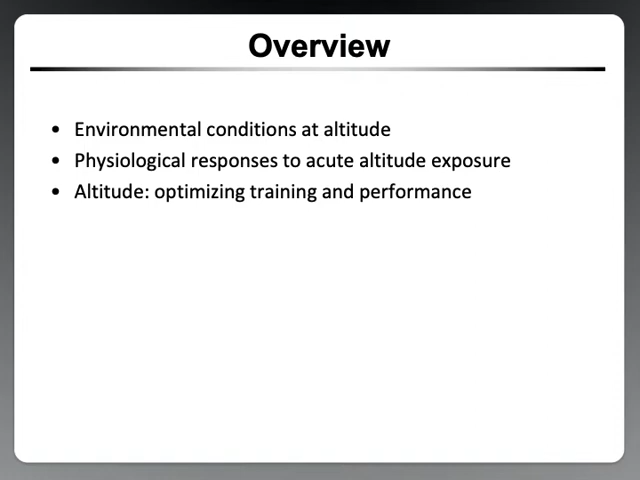 Overview
• Environmental conditions at altitude
• Physiological responses to acute altitude exposure
• Altitude: optimizing training and performance